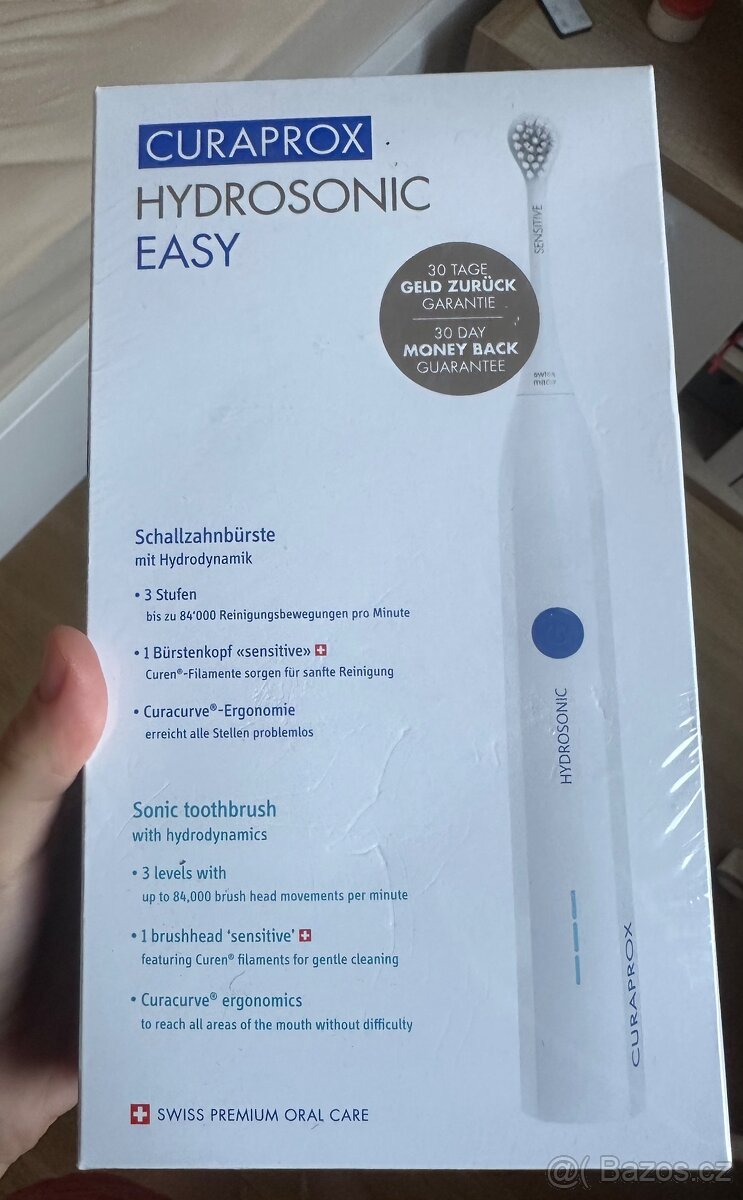 CURAPROX
HYDROSONIC
EASY
SENSITIVE
30 TAGE
GELD ZURÜCK
GARANTIE
30 DAY
MONEY BACK
GUARANTEE
swiss
made
Schallzahnbürste
mit Hydrodynamik
• 3 Stufen
bis zu 84'000 Reinigungsbewegungen pro Minute
• 1 Bürstenkopf «sensitive»
Curen®-Filamente sorgen für sanfte Reinigung
• Curacurve®-Ergonomie
erreicht alle Stellen problemlos
HYDROSONIC
Sonic toothbrush
with hydrodynamics
• 3 levels with
up to 84,000 brush head movements per minute
• 1 brushhead ‘sensitive’
featuring Curen® filaments for gentle cleaning
• Curacurve® ergonomics
to reach all areas of the mouth without difficulty
CURAPROX
SWISS PREMIUM ORAL CARE
@( Bazos.cz